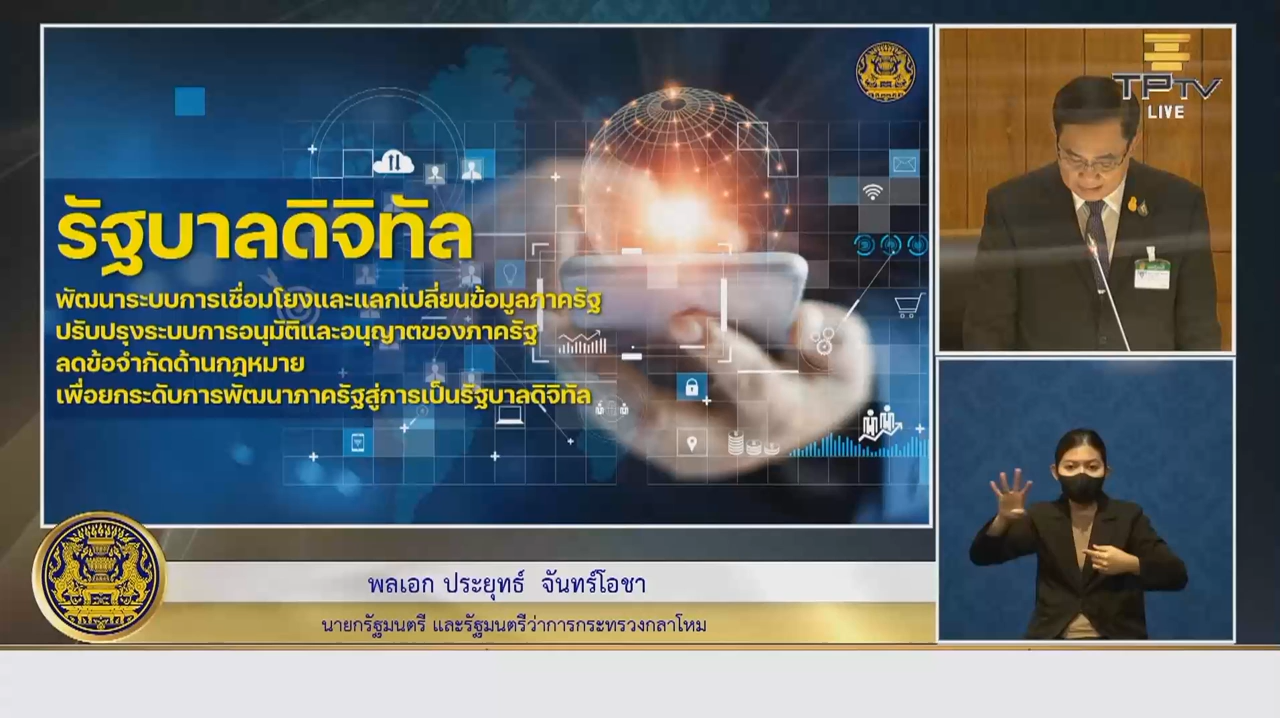 รัฐบาลดิจิทัล
พัฒนาระบบการเชื่อมโยงและแลกเปลี่ยนข้อมูลภาครัฐ
ปรับปรุงระบบการอนุมัติและอนุญาตของภาครัฐ
ลดข้อจำกัดด้านกฎหมาย
เพื่อยกระดับการพัฒนาภาครัฐสู่การเป็นรัฐบาลดิจิทัล
TPTV
LIVE
พลเอก ประยุทธ์ จันทร์โอชา
นายกรัฐมนตรี และรัฐมนตรีว่าการกระทรวงกลาโหม